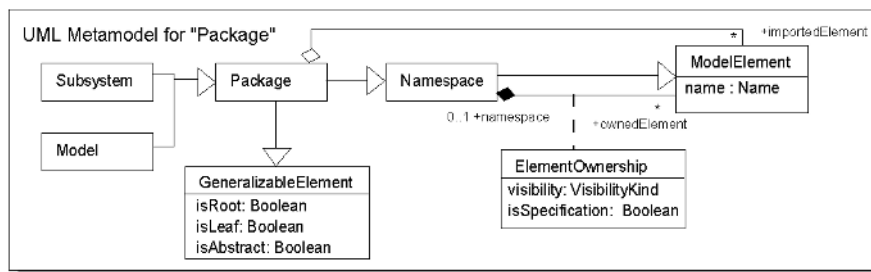 UML Metamodel for "Package"
* +importedElement
Subsystem
Package
Namespace
ModelElement
name : Name
0..1 +namespace
*
+ownedElement
Model
GeneralizableElement
isRoot: Boolean
isLeaf: Boolean
isAbstract: Boolean
ElementOwnership
visibility: VisibilityKind
isSpecification: Boolean